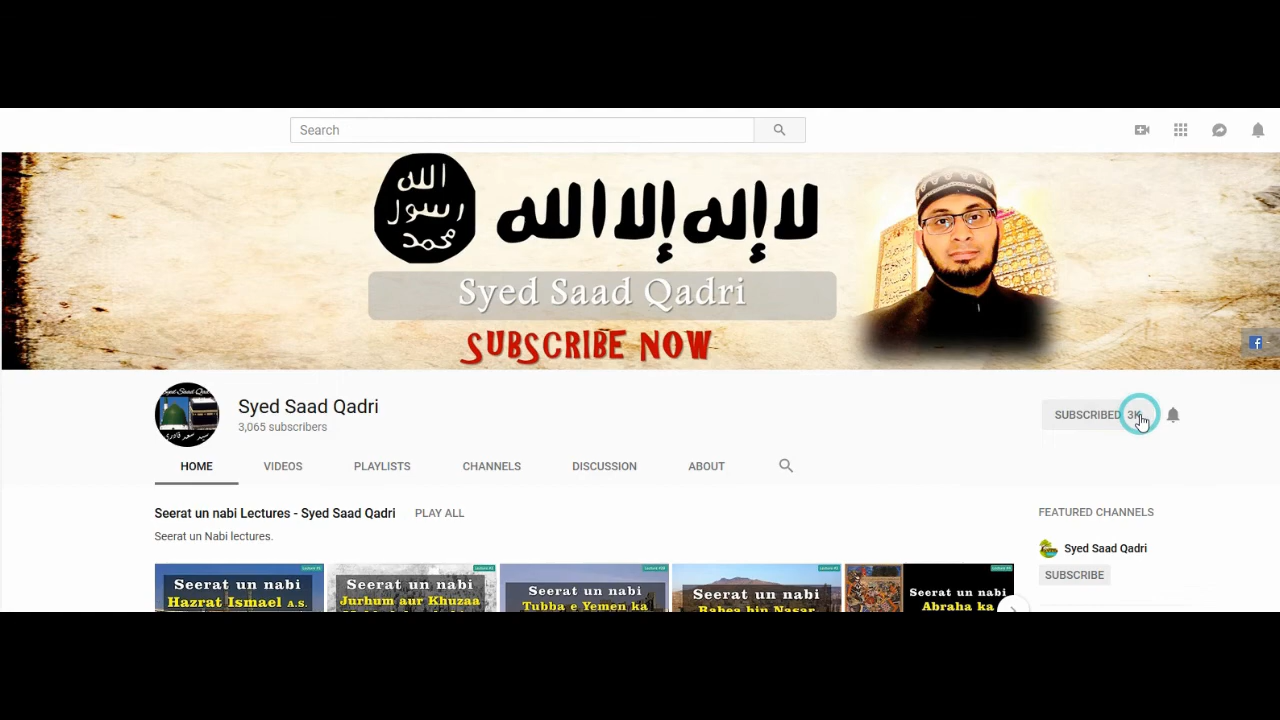 Search
الله
رسول
محمد
لا إله إلا الله
Syed Saad Qadri
SUBSCRIBE NOW
Syed Saad Qadri
3,065 subscribers
SUBSCRIBED 3K
HOME VIDEOS PLAYLISTS CHANNELS DISCUSSION ABOUT
Seerat un nabi Lectures - Syed Saad Qadri PLAY ALL
Seerat un Nabi lectures.
FEATURED CHANNELS
Syed Saad Qadri
SUBSCRIBE
Seerat un nabi
Hazrat Ismael A.S.
Seerat un nabi
Jurhum aur Khuzaa
Seerat un nabi
Tubba e Yemen ka
Seerat un nabi
Rabea bin Nasar
Seerat un nabi
Abraha ka